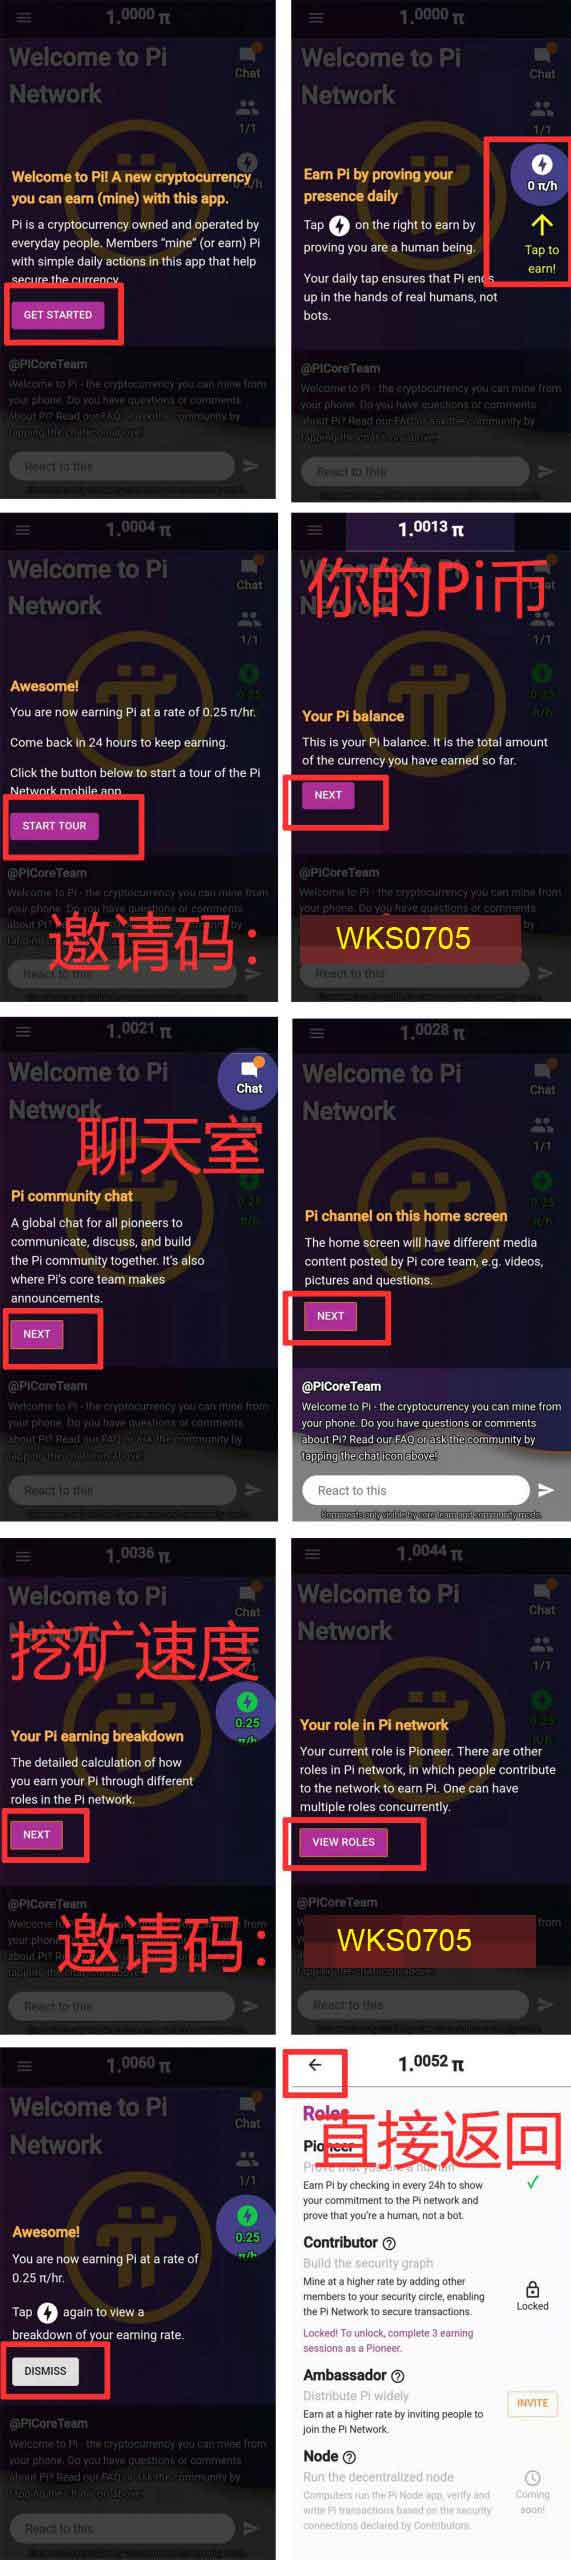 1.0000 π
Welcome to Pi
Network
Chat
1/1
Welcome to Pi! A new cryptocurrency
you can earn (mine) with this app.
Pi is a cryptocurrency owned and operated by
everyday people. Members "mine" (or earn) Pi
with simple daily actions in this app that help
secure the currency.
GET STARTED
@PiCoreTeam
Welcome to Pi - the cryptocurrency you can mine from
your phone. Do you have questions or comments
about Pi? Read our FAQ or ask the community by
tapping the chat icon above!
React to this
1.0000 π
Welcome to Pi
Network
Chat
1/1
Earn Pi by proving your
presence daily
0 π/h
Tap on the right to earn by
proving you are a human being.
Tap to
earn!
Your daily tap ensures that Pi ends
up in the hands of real humans, not
bots.
@PiCoreTeam
Welcome to Pi - the cryptocurrency you can mine from
your phone. Do you have questions or comments
about Pi? Read our FAQ or ask the community by
tapping the chat icon above!
React to this
1.0004 π
Welcome to Pi
Network
Chat
1/1
0.25
Awesome!
You are now earning Pi at a rate of 0.25 π/hr.
Come back in 24 hours to keep earning.
Click the button below to start a tour of the Pi
Network mobile app.
START TOUR
@PiCoreTeam
Welcome to Pi - the cryptocurrency you can mine from
your phone. Do you have questions or comments
邀请码：
React to this
1.0013 π
Welcome to Pi
Network
你的Pi币
Chat
1/1
0.25
π/h
Your Pi balance
This is your Pi balance. It is the total amount
of the currency you have earned so far.
NEXT
@PiCoreTeam
Welcome to Pi - the cryptocurrency you can mine from
your phone. Do you have questions or comments
WKS0705
React to this
1.0021 π
Welcome to Pi
Network
Chat
聊天室
Pi community chat
A global chat for all pioneers to
communicate, discuss, and build
the Pi community together. It's also
where Pi's core team makes
announcements.
NEXT
@PiCoreTeam
Welcome to Pi - the cryptocurrency you can mine from
your phone. Do you have questions or comments
about Pi? Read our FAQ or ask the community by
tapping the chat icon above!
React to this
1.0028 π
Welcome to Pi
Network
Chat
1/1
0.25
π/h
Pi channel on this home screen
The home screen will have different media
content posted by Pi core team, e.g. videos,
pictures and questions.
NEXT
@PiCoreTeam
Welcome to Pi - the cryptocurrency you can mine from
your phone. Do you have questions or comments
about Pi? Read our FAQ or ask the community by
tapping the chat icon above!
React to this
Comments only visible by core team and community mods.
1.0036 π
Welcome to Pi
Network
Chat
1/1
挖矿速度
0.25
π/h
Your Pi earning breakdown
The detailed calculation of how
you earn your Pi through different
roles in the Pi network.
NEXT
@PiCoreTeam
邀请码：
React to this
1.0044 π
Welcome to Pi
Network
Chat
1/1
0.25
Your role in Pi network
Your current role is Pioneer. There are other
roles in Pi network, in which people contribute
to the network to earn Pi. One can have
multiple roles concurrently.
VIEW ROLES
@PiCoreTeam
WKS0705
React to this
1.0060 π
Welcome to Pi
Network
Chat
1/1
0.25
π/h
Awesome!
You are now earning Pi at a rate of
0.25 π/hr.
Tap again to view a
breakdown of your earning rate.
DISMISS
@PiCoreTeam
Welcome to Pi - the cryptocurrency you can mine from
your phone. Do you have questions or comments
about Pi? Read our FAQ or ask the community by
tapping the chat icon above!
React to this
1.0052 π
Roles
直接返回
Pioneer
Prove that you are a human
Earn Pi by checking in every 24h to show
your commitment to the Pi network and
prove that you're a human, not a bot.
Contributor
Build the security graph
Mine at a higher rate by adding other
members to your security circle, enabling
the Pi Network to secure transactions.
Locked
Locked! To unlock, complete 3 earning
sessions as a Pioneer.
Ambassador
Distribute Pi widely
Earn at a higher rate by inviting people to
join the Pi Network.
INVITE
Node
Run the decentralized node
Computers run the Pi Node app, verify and
write Pi transactions based on the security
connections declared by Contributors.
Coming
soon!